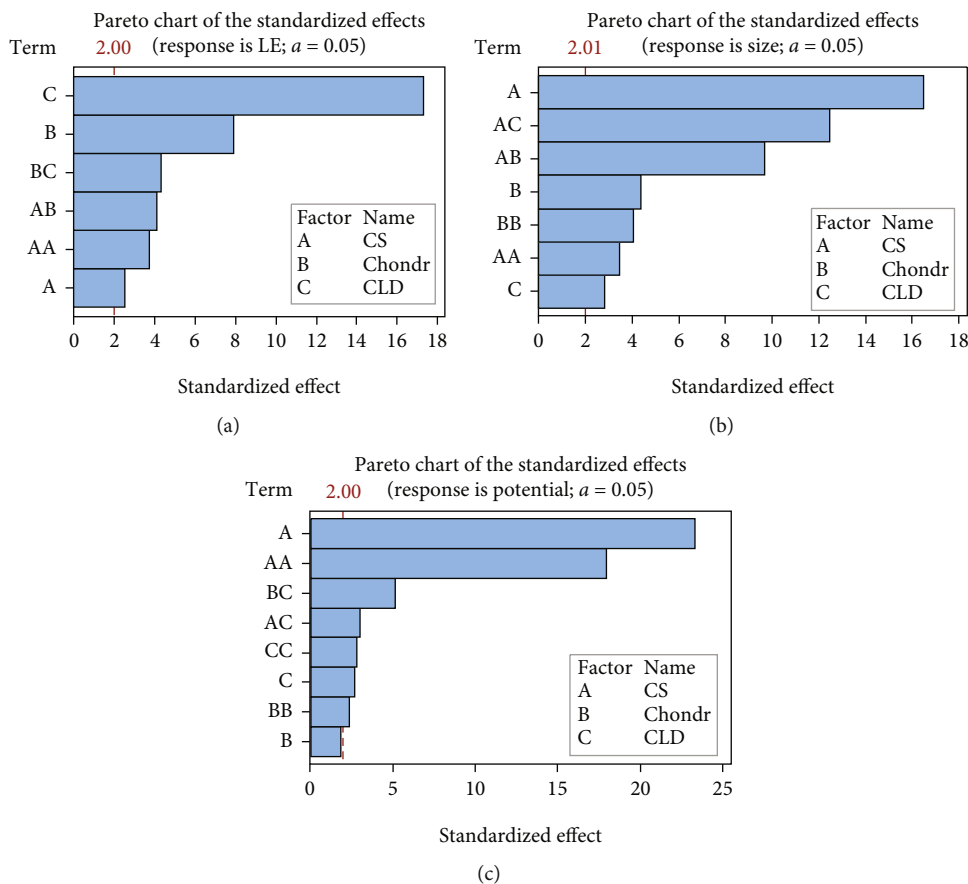 Pareto chart of the standardized effects
(response is LE; a = 0.05)
Term
2.00
C
B
BC
AB
AA
A
Factor Name
A CS
B Chondr
C CLD
0 2 4 6 8 10 12 14 16 18
Standardized effect
(a)
Pareto chart of the standardized effects
(response is size; a = 0.05)
Term
2.01
A
AC
AB
B
BB
AA
C
Factor Name
A CS
B Chondr
C CLD
0 2 4 6 8 10 12 14 16 18
Standardized effect
(b)
Pareto chart of the standardized effects
(response is potential; a = 0.05)
Term
2.00
A
AA
BC
AC
CC
C
BB
B
Factor Name
A CS
B Chondr
C CLD
0 5 10 15 20 25
Standardized effect
(c)